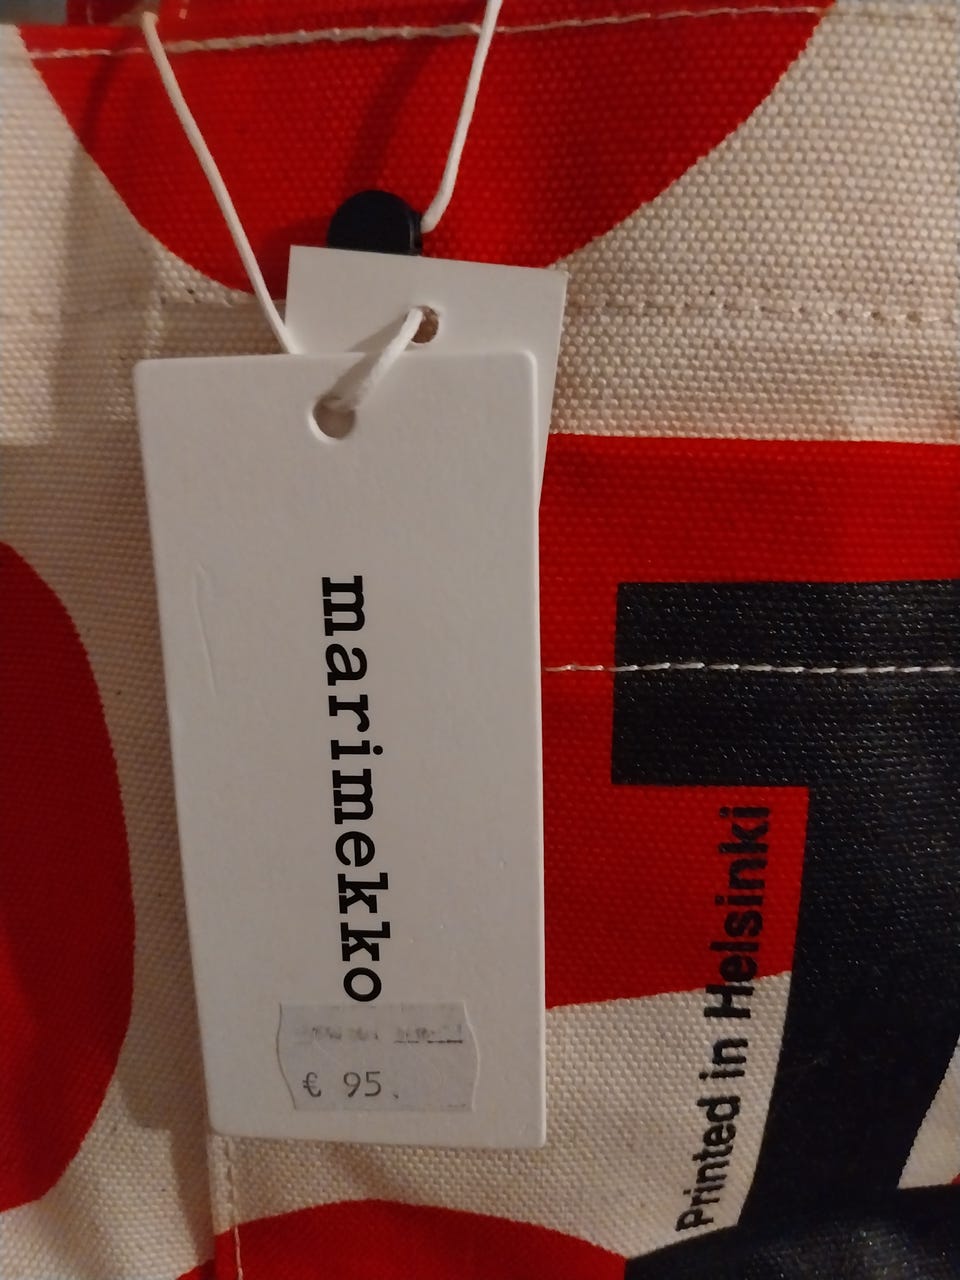 marimekko
€ 95.
Printed in Helsinki